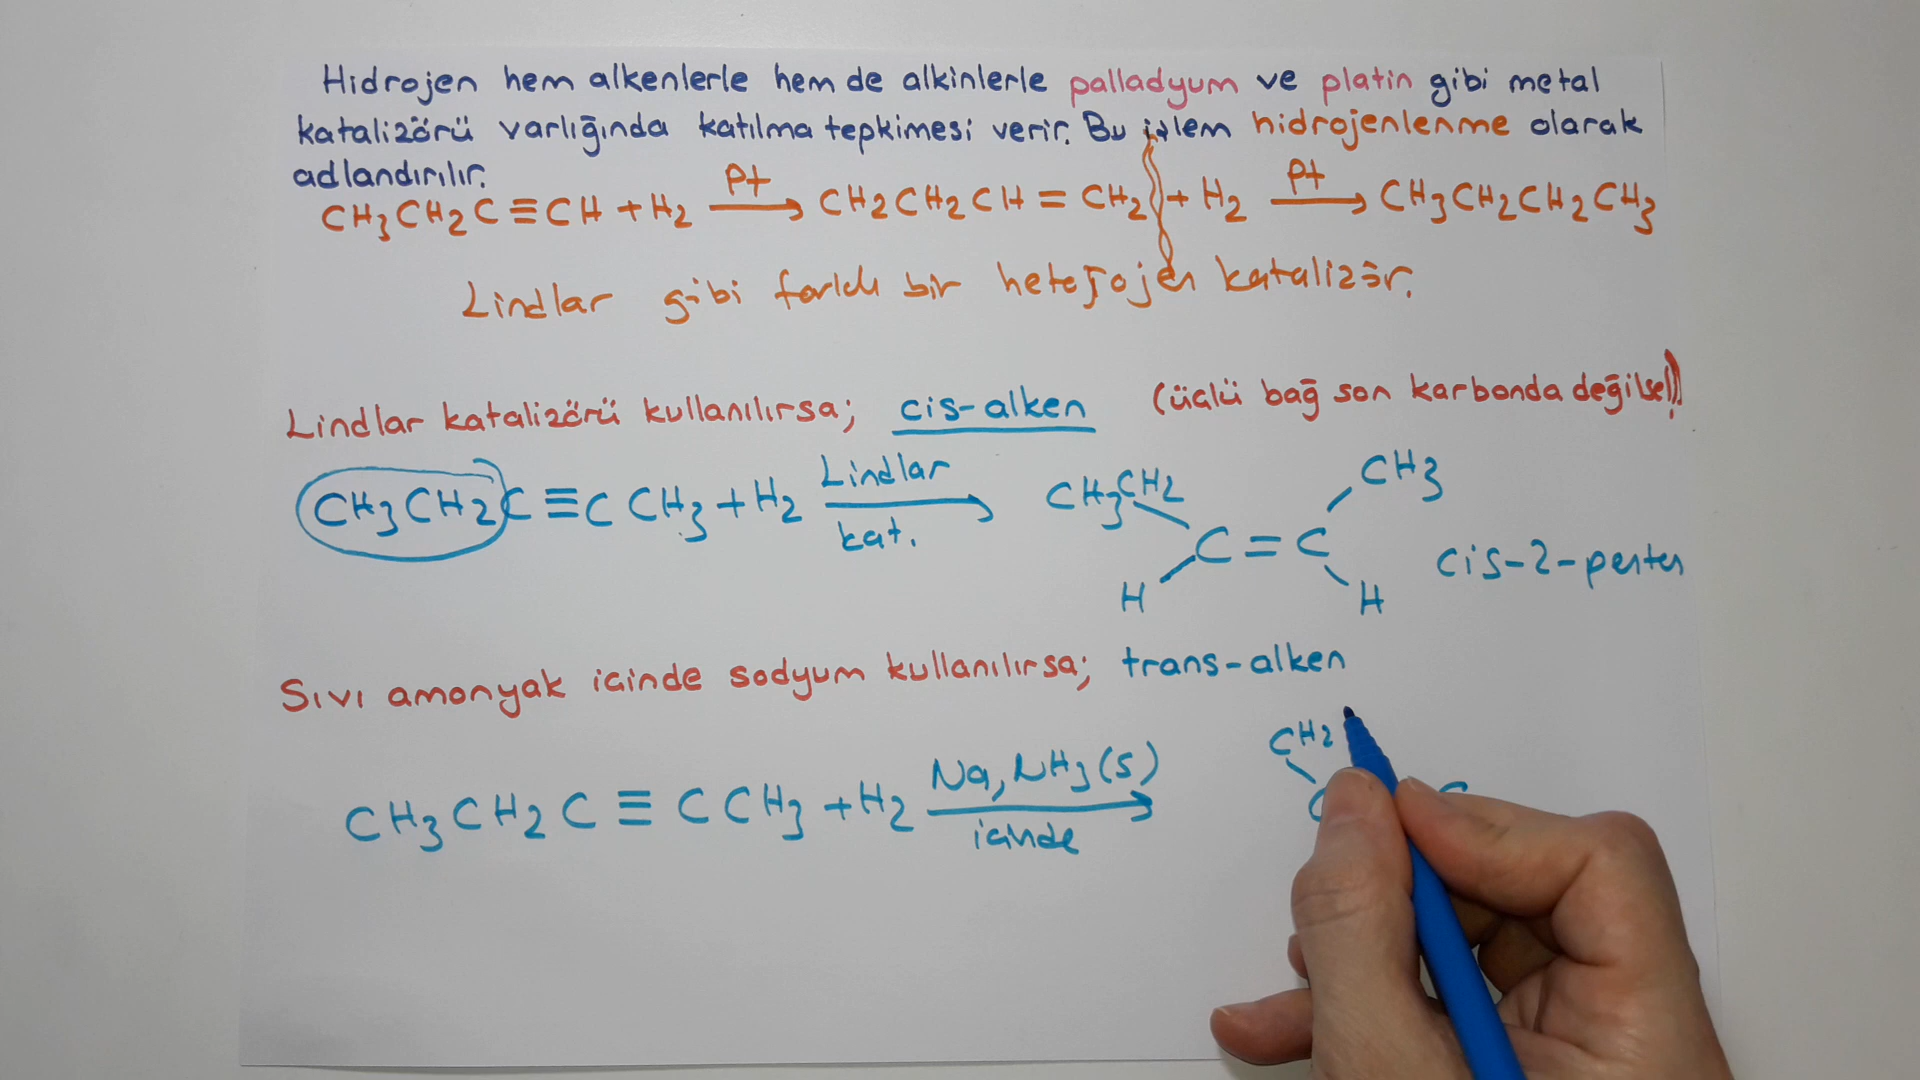 Hidrojen hem alkenlerle hem de alkinlerle palladyum ve platin gibi metal
katalizörü varlığında katılma tepkimesi verir. Bu işlem hidrojenlenme olarak
adlandırılır.
CH3CH2C≡CH + H2 Pt → CH2CH2CH=CH2 + H2 Pt → CH3CH2CH2CH3
Lindlar gibi farklı bir heterojen katalizör.
Lindlar katalizörü kullanılırsa; cis-alken (üçlü bağ son karbonda değilse!)
CH3CH2C≡CCH3 + H2 Lindlar kat. →
CH3CH2 CH3
C=C
H H
cis-2-penten
Sıvı amonyak içinde sodyum kullanılırsa; trans-alken
CH3CH2C≡CCH3 + H2 Na, NH3(s) içinde →
CH2
C C